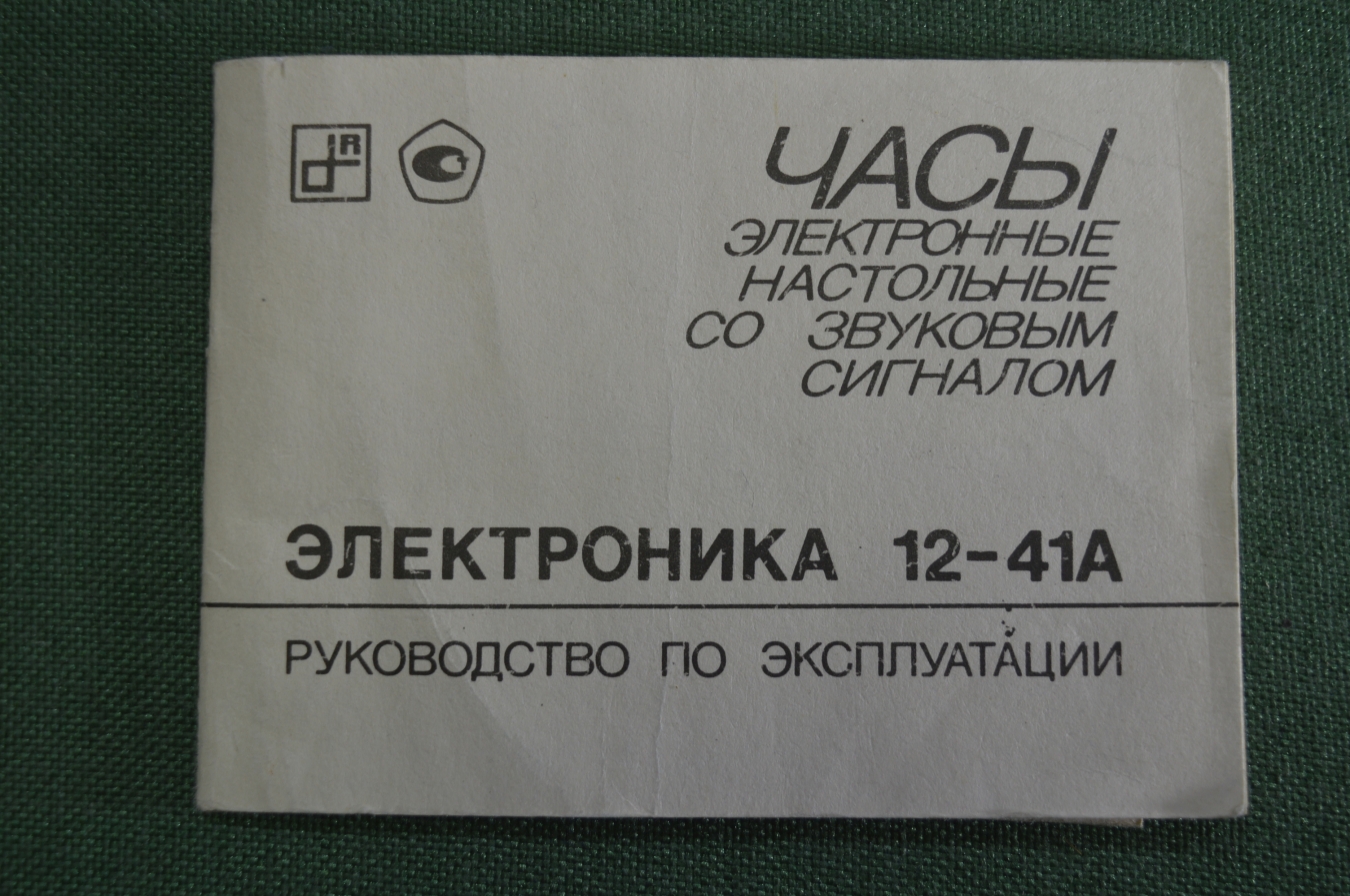 ЧАСЫ
ЭЛЕКТРОННЫЕ
НАСТОЛЬНЫЕ
СО ЗВУКОВЫМ
СИГНАЛОМ
ЭЛЕКТРОНИКА 12-41А
РУКОВОДСТВО ПО ЭКСПЛУАТАЦИИ